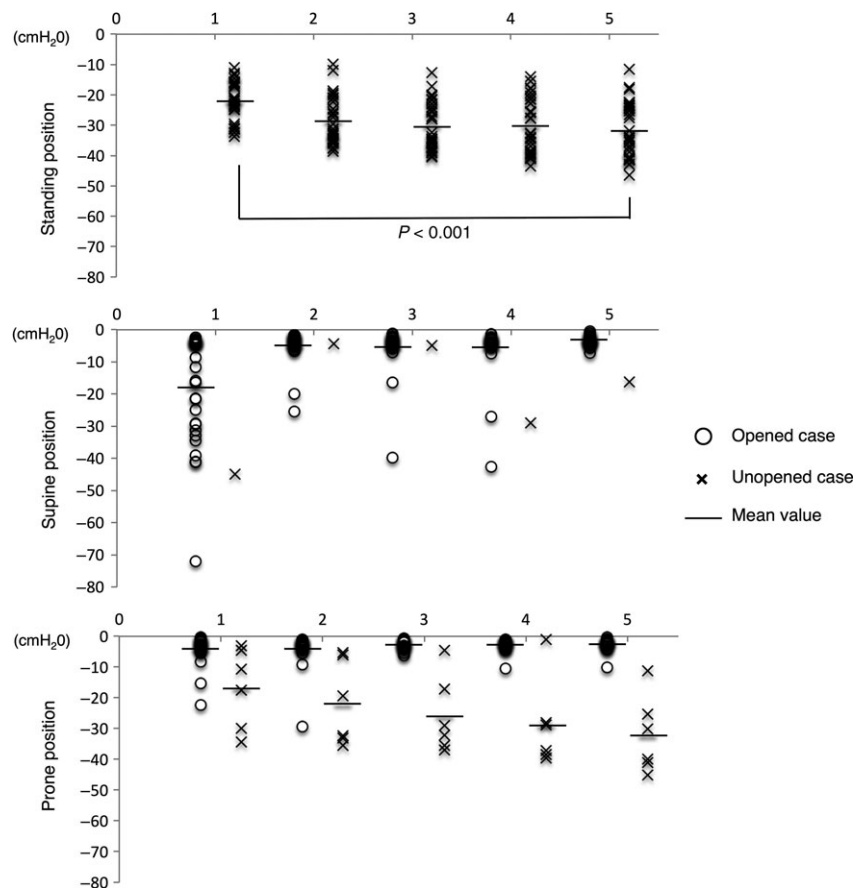 0 1 2 3 4 5
(cmH₂0)
0
–10
–20
–30
–40
–50
–60
–70
–80
Standing position
P < 0.001
0 1 2 3 4 5
(cmH₂0)
0
–10
–20
–30
–40
–50
–60
–70
–80
Supine position
Opened case
Unopened case
Mean value
0 1 2 3 4 5
(cmH₂0)
0
–10
–20
–30
–40
–50
–60
–70
–80
Prone position